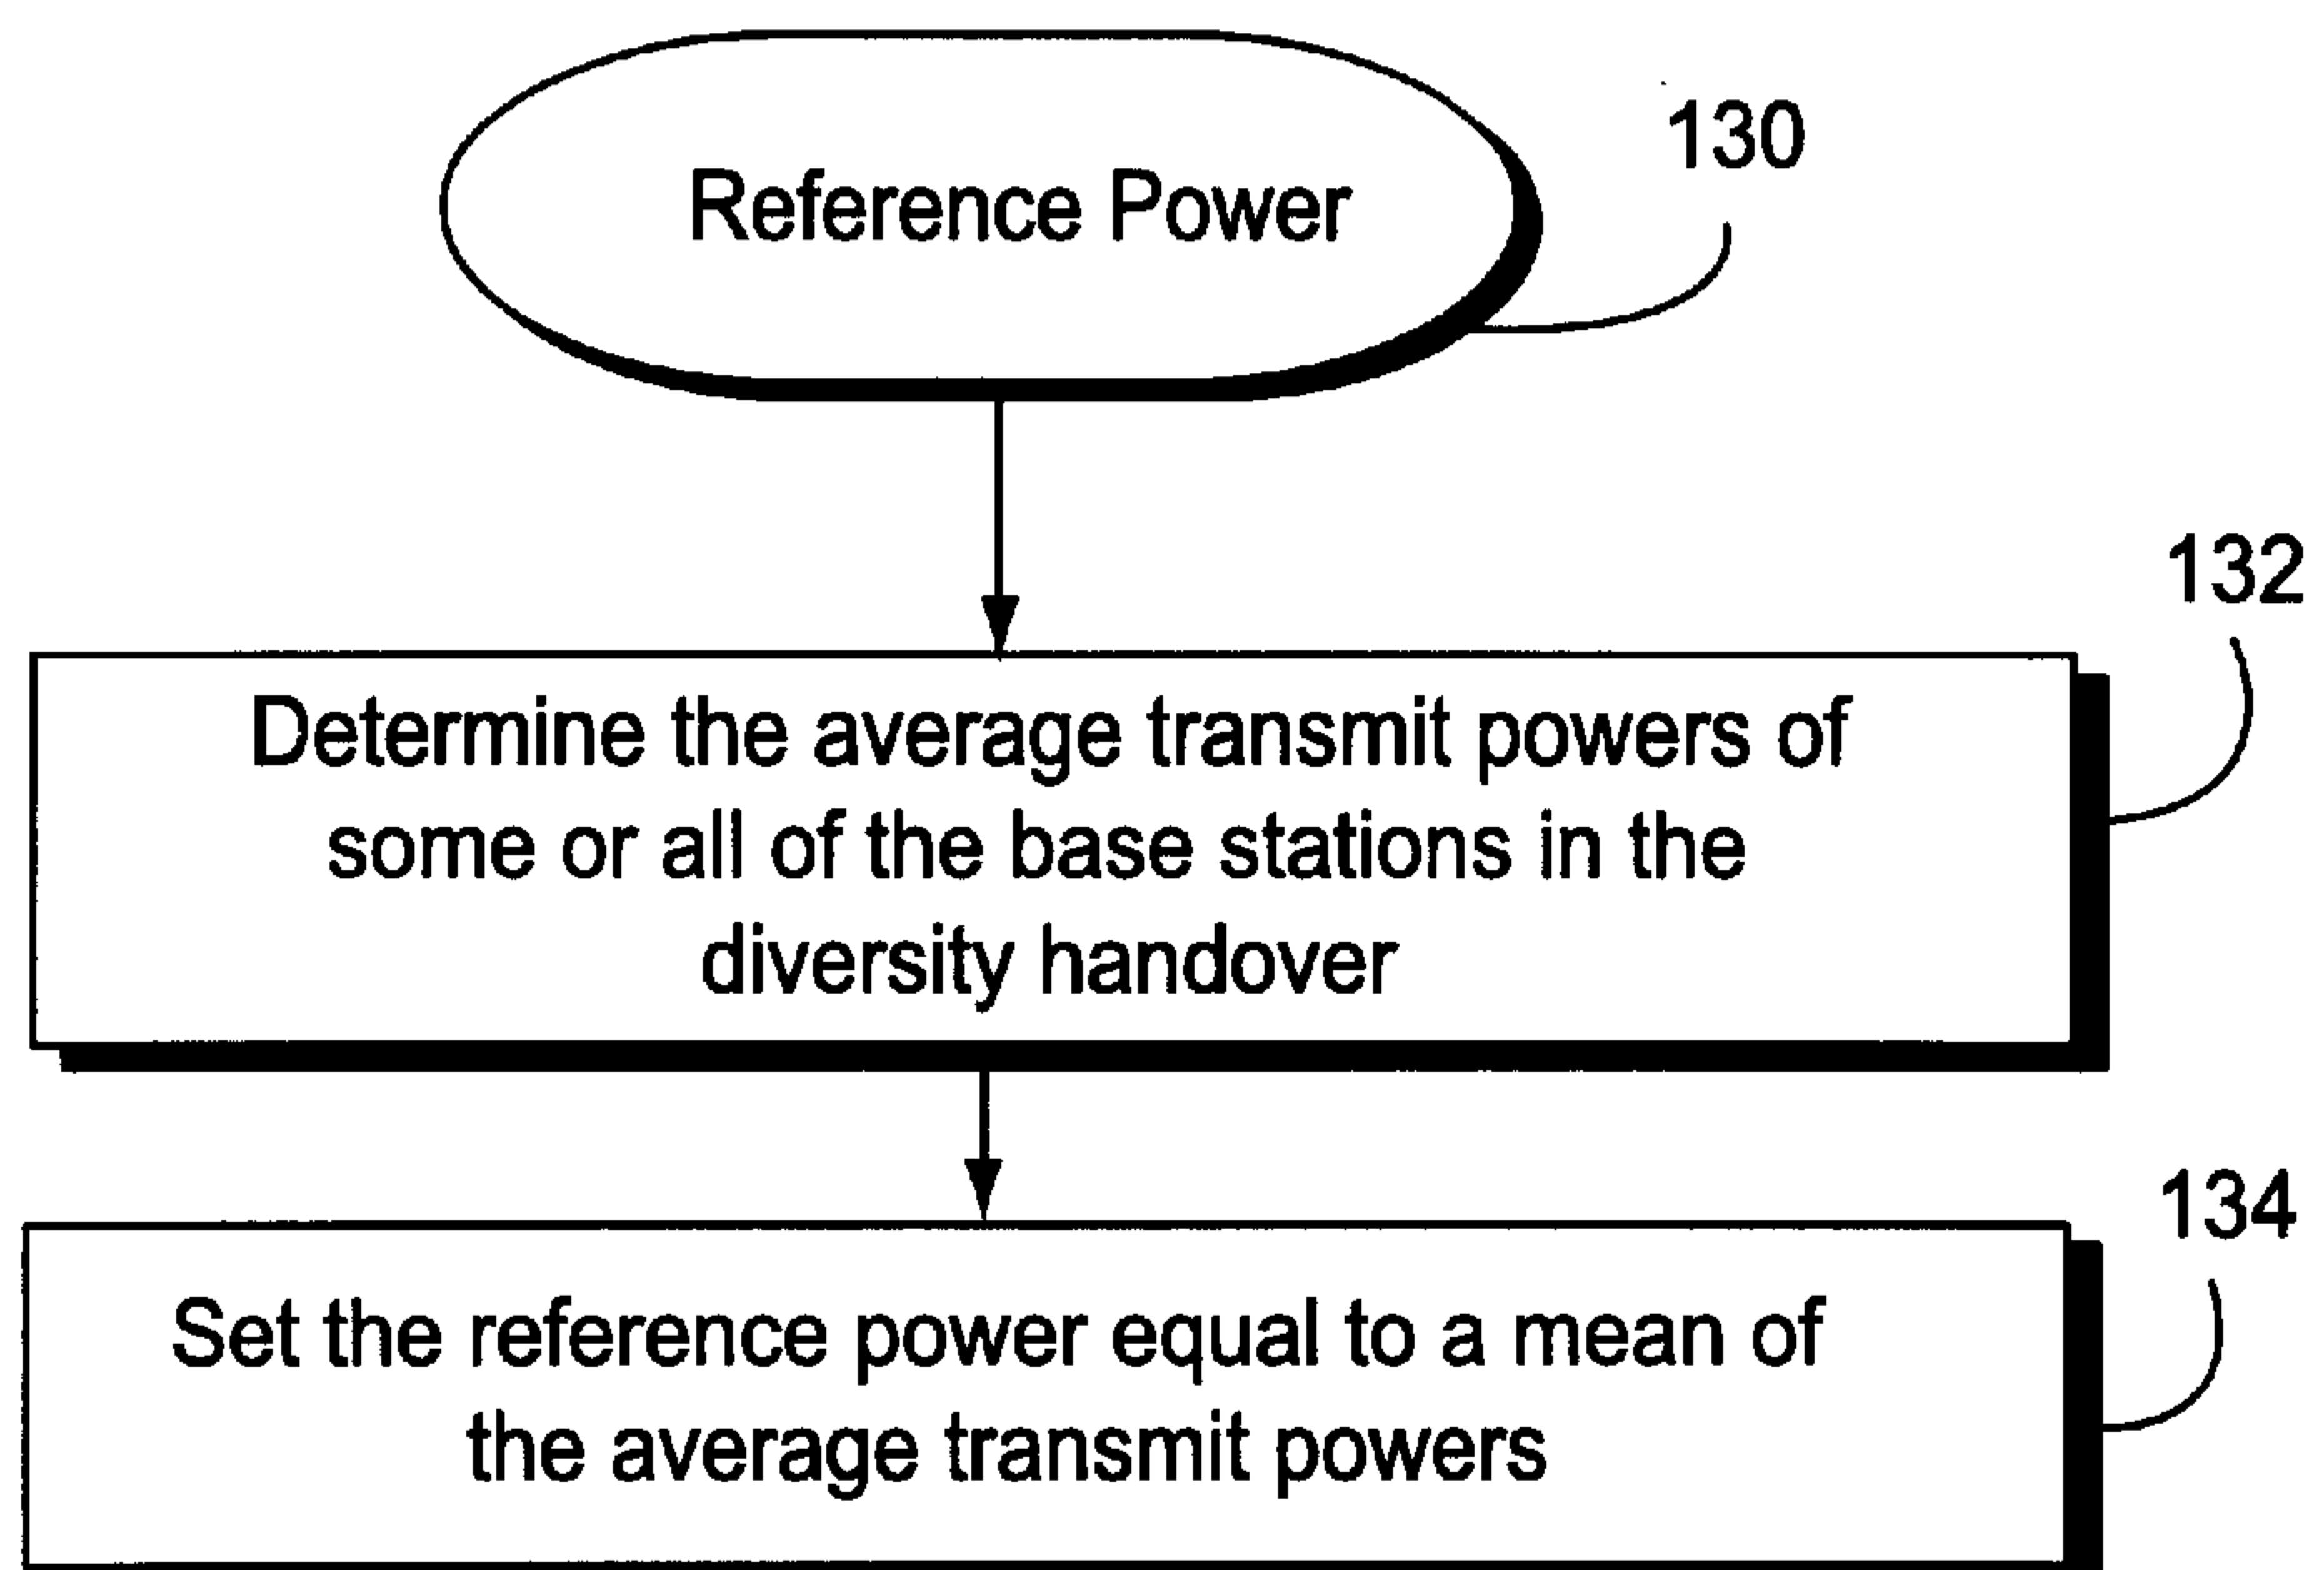 Reference Power
130
132
Determine the average transmit powers of
some or all of the base stations in the
diversity handover
134
Set the reference power equal to a mean of
the average transmit powers